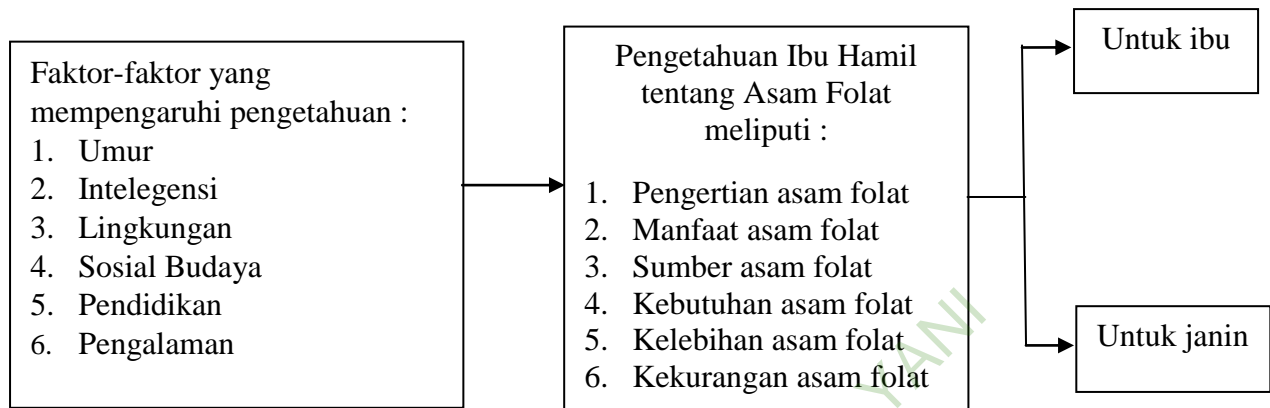 Faktor-faktor yang
mempengaruhi pengetahuan :
1. Umur
2. Intelegensi
3. Lingkungan
4. Sosial Budaya
5. Pendidikan
6. Pengalaman
Pengetahuan Ibu Hamil
tentang Asam Folat
meliputi :
1. Pengertian asam folat
2. Manfaat asam folat
3. Sumber asam folat
4. Kebutuhan asam folat
5. Kelebihan asam folat
6. Kekurangan asam folat
Untuk ibu
Untuk janin
YANI